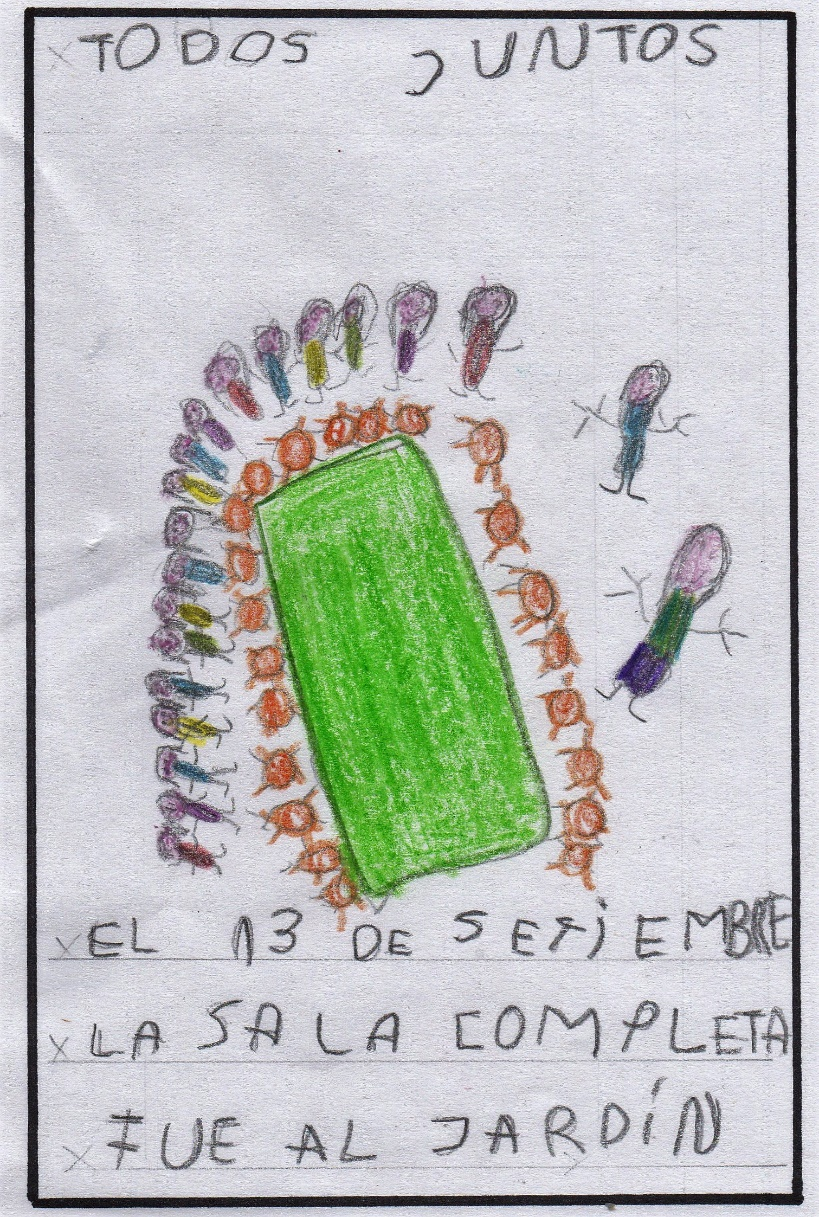 TODOS JUNTOS
EL 13 DE SETIEMBRE
LA SALA COMPLETA
FUE AL JARDÍN